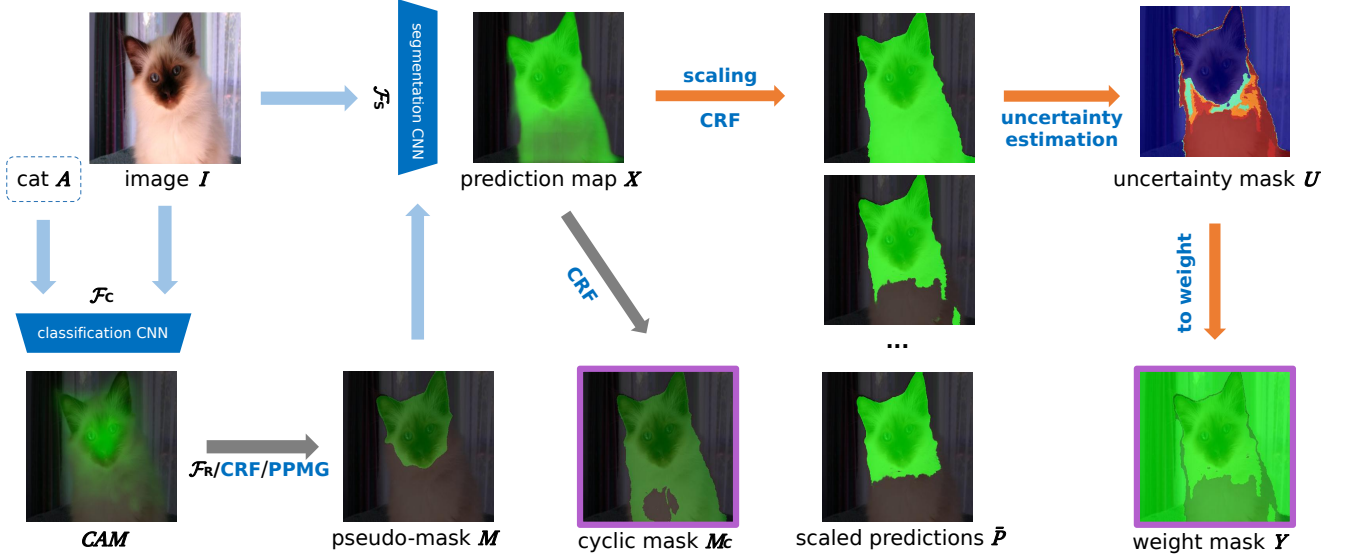 cat A
image I
ℱS
segmentation CNN
prediction map X
scaling
CRF
uncertainty
estimation
uncertainty mask U
ℱC
classification CNN
CRF
...
to weight
CAM
ℱR/CRF/PPMG
pseudo-mask M
cyclic mask MC
scaled predictions P̄
weight mask Y